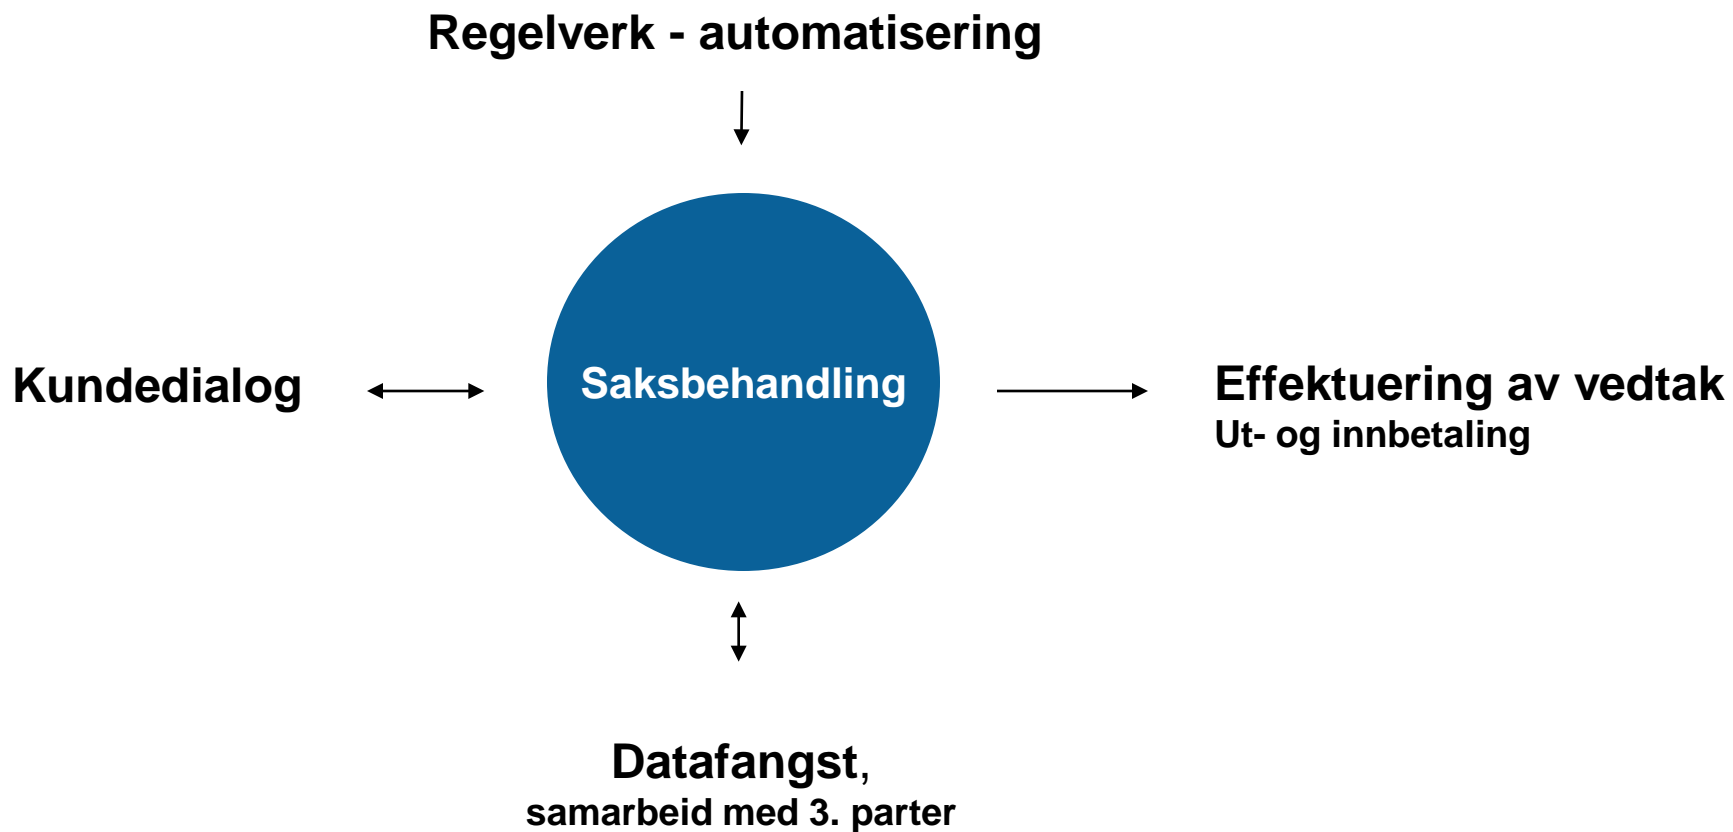 Regelverk - automatisering
Kundedialog
Saksbehandling
Effektuering av vedtak
Ut- og innbetaling
Datafangst,
samarbeid med 3. parter